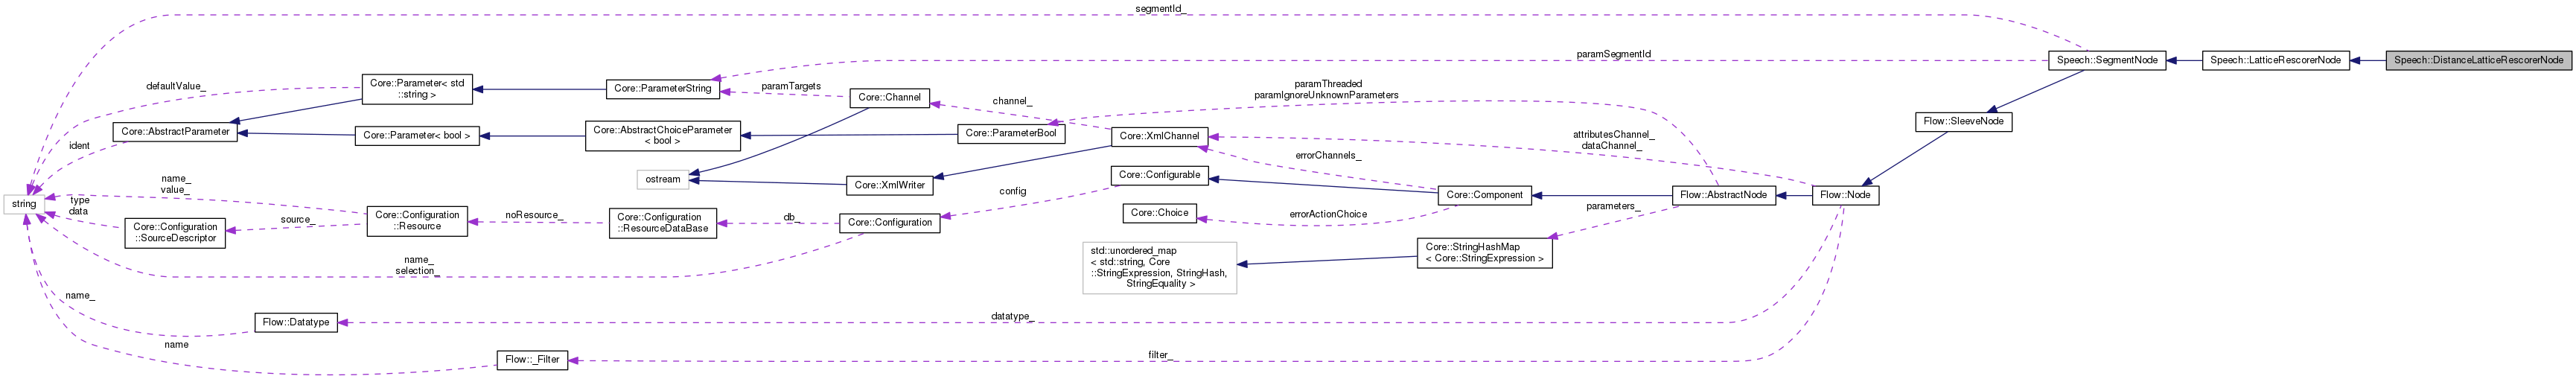 segmentId_
paramSegmentId
Speech::SegmentNode
Speech::LatticeRescorerNode
Speech::DistanceLatticeRescorerNode
defaultValue_
Core::Parameter< std
::string >
Core::ParameterString
paramTargets
Core::Channel
channel_
paramThreaded
paramIgnoreUnknownParameters
Flow::SleeveNode
Core::AbstractParameter
Core::Parameter< bool >
Core::AbstractChoiceParameter
< bool >
Core::ParameterBool
Core::XmlChannel
attributesChannel_
dataChannel_
ident
errorChannels_
ostream
Core::XmlWriter
Core::Configurable
config
name_
value_
string
type
data
Core::Configuration
::SourceDescriptor
source_
Core::Configuration
::Resource
noResource_
Core::Configuration
::ResourceDataBase
db_
Core::Configuration
Core::Choice
errorActionChoice
Core::Component
Flow::AbstractNode
Flow::Node
parameters_
name_
selection_
std::unordered_map
< std::string, Core
::StringExpression, StringHash,
StringEquality >
Core::StringHashMap
< Core::StringExpression >
name_
Flow::Datatype
datatype_
name
Flow::_Filter
filter_